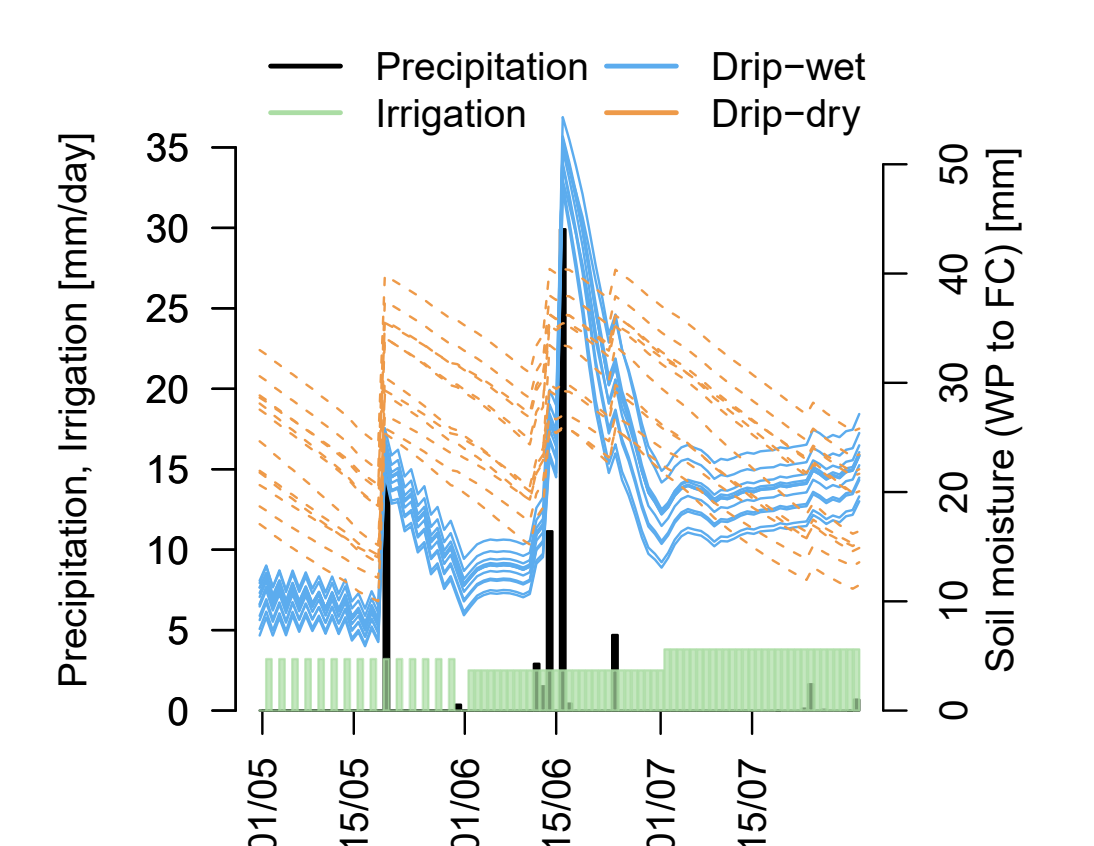 Precipitation Drip−wet
Irrigation Drip−dry
Precipitation, Irrigation [mm/day]
35
30
25
20
15
10
5
0
50
40
30
20
10
0
Soil moisture (WP to FC) [mm]
01/05 15/05 01/06 15/06 01/07 15/07